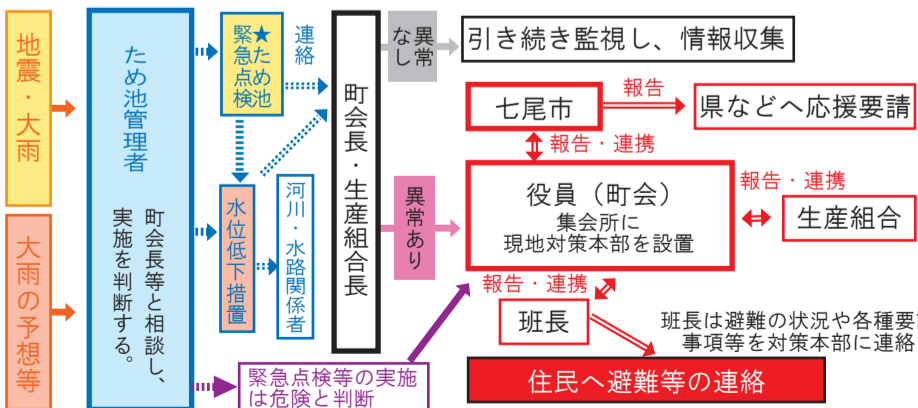 地震・大雨
大雨の予想等
ため池管理者
町会長等と相談し、
実施を判断する。
★ため池
緊急点検
連絡
水位低下措置
河川・水路関係者
緊急点検等の実施
は危険と判断
町会長・生産組合長
異常
なし
引き続き監視し、情報収集
異常あり
七尾市
報告
県などへ応援要請
報告・連携
役員（町会）
集会所に
現地対策本部を設置
報告・連携
生産組合
報告・連携
班長
班長は避難の状況や各種要
事項等を対策本部に連絡
住民へ避難等の連絡